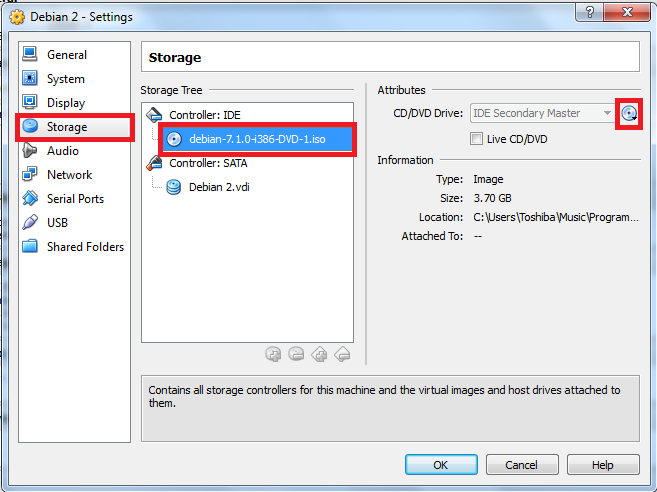 Debian 2 - Settings
General
System
Display
Storage
Audio
Network
Serial Ports
USB
Shared Folders
Storage
Storage Tree
Controller: IDE
debian-7.1.0-i386-DVD-1.iso
Controller: SATA
Debian 2.vdi
Attributes
CD/DVD Drive: IDE Secondary Master
Live CD/DVD
Information
Type: Image
Size: 3.70 GB
Location: C:\Users\Toshiba\Music\Program...
Attached To: --
Contains all storage controllers for this machine and the virtual images and host drives attached to
them.
OK Cancel Help